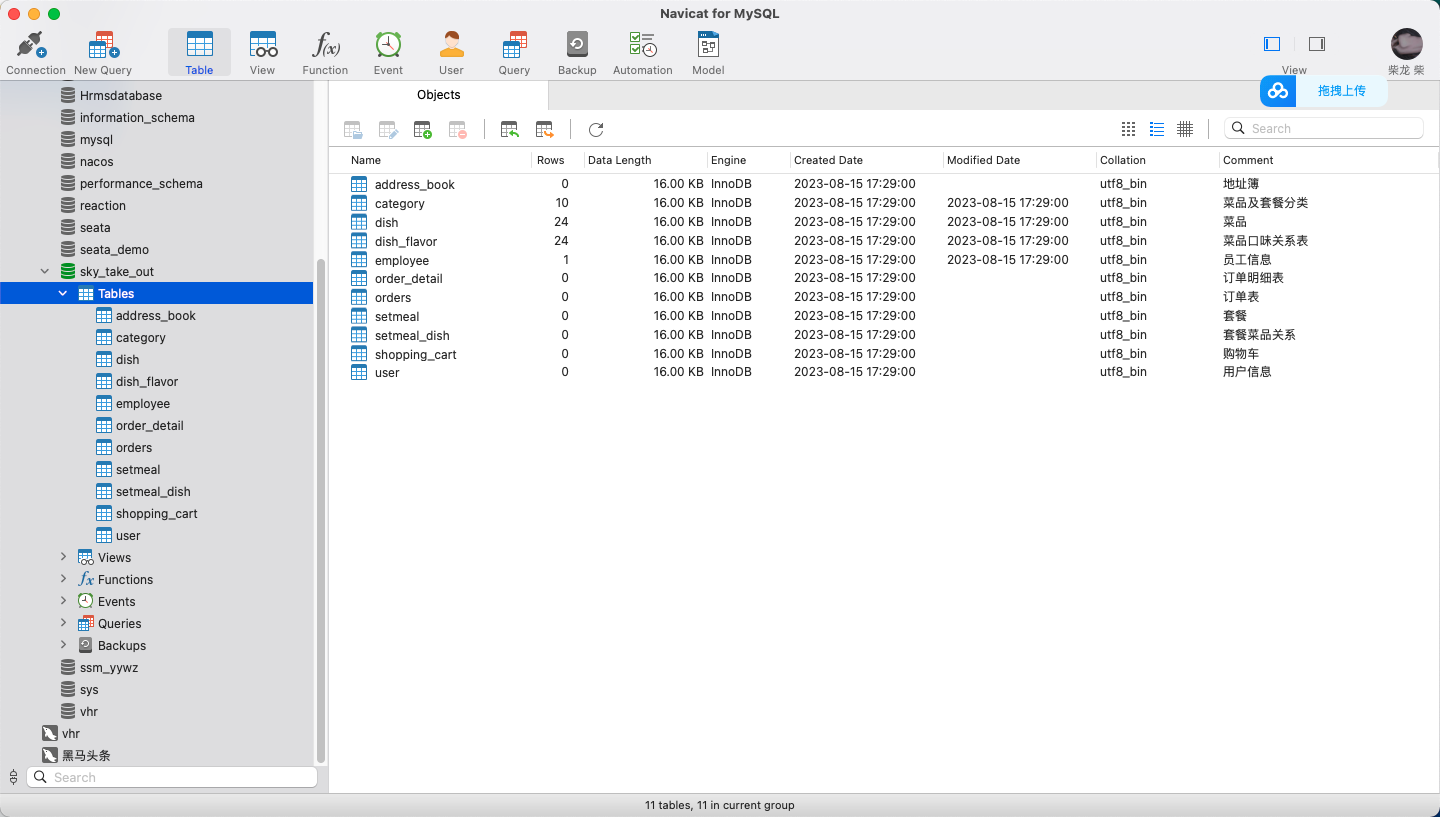 Navicat for MySQL
Connection New Query Table View Function Event User Query Backup Automation Model View 柴龙 柴
拖拽上传
Objects
Search
Hrmsdatabase
information_schema
mysql
nacos
performance_schema
reaction
seata
seata_demo
sky_take_out
Tables
address_book
category
dish
dish_flavor
employee
order_detail
orders
setmeal
setmeal_dish
shopping_cart
user
Views
Functions
Events
Queries
Backups
ssm_yywz
sys
vhr
vhr
黑马头条
Search
Name Rows Data Length Engine Created Date Modified Date Collation Comment
address_book 0 16.00 KB InnoDB 2023-08-15 17:29:00 utf8_bin 地址簿
category 10 16.00 KB InnoDB 2023-08-15 17:29:00 2023-08-15 17:29:00 utf8_bin 菜品及套餐分类
dish 24 16.00 KB InnoDB 2023-08-15 17:29:00 2023-08-15 17:29:00 utf8_bin 菜品
dish_flavor 24 16.00 KB InnoDB 2023-08-15 17:29:00 2023-08-15 17:29:00 utf8_bin 菜品口味关系表
employee 1 16.00 KB InnoDB 2023-08-15 17:29:00 2023-08-15 17:29:00 utf8_bin 员工信息
order_detail 0 16.00 KB InnoDB 2023-08-15 17:29:00 utf8_bin 订单明细表
orders 0 16.00 KB InnoDB 2023-08-15 17:29:00 utf8_bin 订单表
setmeal 0 16.00 KB InnoDB 2023-08-15 17:29:00 utf8_bin 套餐
setmeal_dish 0 16.00 KB InnoDB 2023-08-15 17:29:00 utf8_bin 套餐菜品关系
shopping_cart 0 16.00 KB InnoDB 2023-08-15 17:29:00 utf8_bin 购物车
user 0 16.00 KB InnoDB 2023-08-15 17:29:00 utf8_bin 用户信息
11 tables, 11 in current group